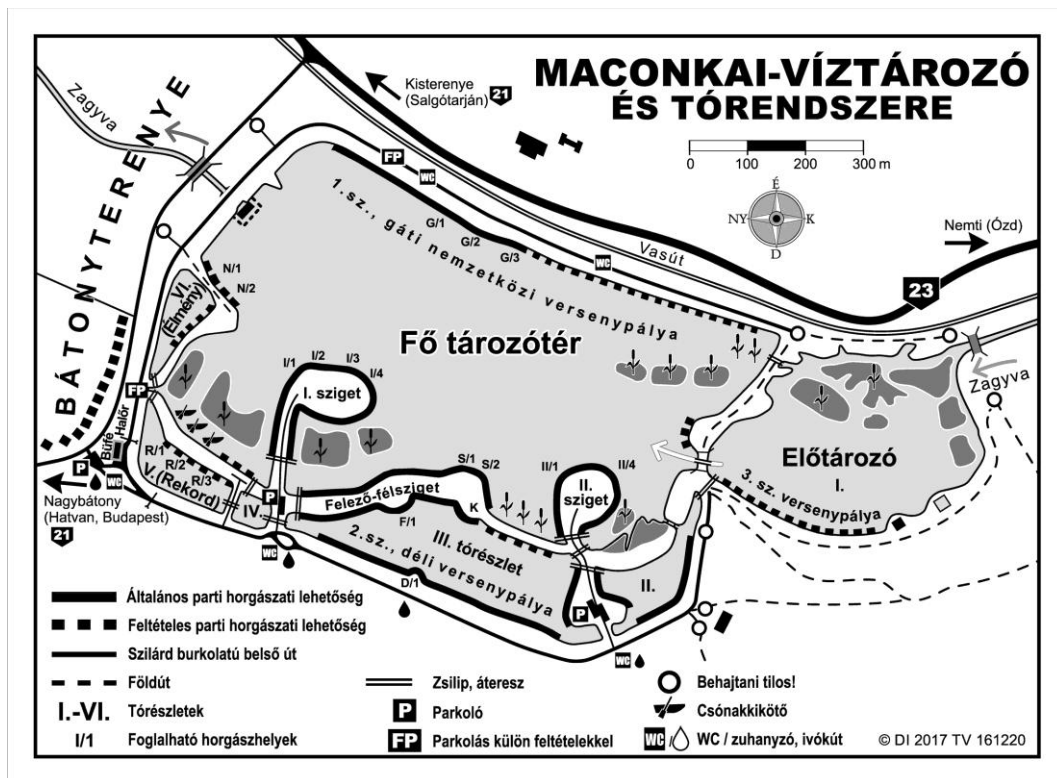 MACONKAI-VÍZTÁROZÓ
ÉS TÓRENDSZERE
Kisterenye
(Salgótarján) 21
0 100 200 300 m
É
NY K
D
Zagyva
BÁTONYTERENYE
FP
WC
1. sz., gáti nemzetközi versenypálya
G/1
G/2
G/3
WC
Vasút
Nemti (Ózd)
23
Zagyva
N/1
N/2
VI.
(Élmény)
Fő tározótér
I/1
I/2
I/3
I/4
I. sziget
FP
Büfé
Halőr
P
WC
Nagybátony
(Hatvan, Budapest)
21
R/1
R/2
R/3
V. (Rekord)
IV.
P
Felező-félsziget
S/1
S/2
K
F/1
II/1
II/4
II.
sziget
Előtározó
I.
3. sz. versenypálya
III. tórészlet
2. sz., déli versenypálya
D/1
WC
II.
P
WC
Általános parti horgászati lehetőség
Feltételes parti horgászati lehetőség
Szilárd burkolatú belső út
Földút
I.-VI. Tórészletek
I/1 Foglalható horgászhelyek
Zsilip, áteresz
P Parkoló
FP Parkolás külön feltételekkel
Behajtani tilos!
Csónakkikötő
WC / WC / zuhanyzó, ivókút
© DI 2017 TV 161220